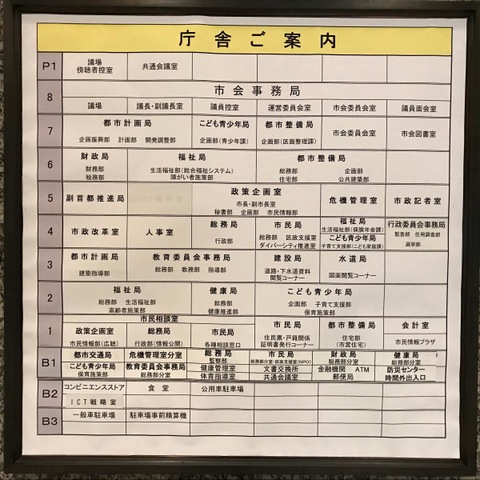 庁舎ご案内
P1 議場 傍聴者控室 共通会議室
8 市会事務局
議場 議長・副議長室 議員控室 運営委員会室 市会委員会室 議員面会室
7 都市計画局 こども青少年局 都市整備局 市会委員会室 市会図書室
企画振興部 計画部 開発調整部 企画部(青少年課) 企画部(区画整理課)
6 財政局 福祉局 都市整備局
財務部 税務部 生活福祉部(総合福祉システム) 障がい者施策部 総務部 住宅部 企画部 公共建築部
5 副首都推進局 政策企画室 危機管理室 市政記者室
市長・副市長室
秘書部 企画部 市民情報部
4 市政改革室 人事室 総務局 市民局 福祉局 行政委員会事務局
行政部 総務部 区政支援室 ダイバーシティ推進室 生活福祉部(保険年金課) 監査部 任用調査部 選挙部
こども青少年局
3 都市計画局 教育委員会事務局 建設局 水道局
建築指導部 総務部 教務部 指導部 道路・下水道資料 閲覧コーナー 図面閲覧コーナー
2 福祉局 健康局 こども青少年局
総務部 生活福祉部 高齢者施策部 総務部 健康推進部 企画部 子育て支援部 保育施策部
1 市民相談室
政策企画室 総務局 市民局 市民局 都市整備局 会計室
市民情報部(広聴) 行政部(情報公開) 各種相談窓口 住民票・戸籍関係 証明書発行コーナー 住宅部 (市営住宅) 市民情報プラザ
B1 都市交通局 危機管理室分室 総務局 市民局 財政局 健康局
監察部 税務部分室 総務部分室
こども青少年局 教育委員会事務局 健康管理室 文書交換所 金融機関 ATM 防災センター
保育施策部 総務部分室 体育指導室 共通会議室 郵便局 時間外出入口
B2 コンビニエンスストア 食堂 公用車駐車場
ICT戦略室
B3 一般車駐車場 駐車場事前精算機